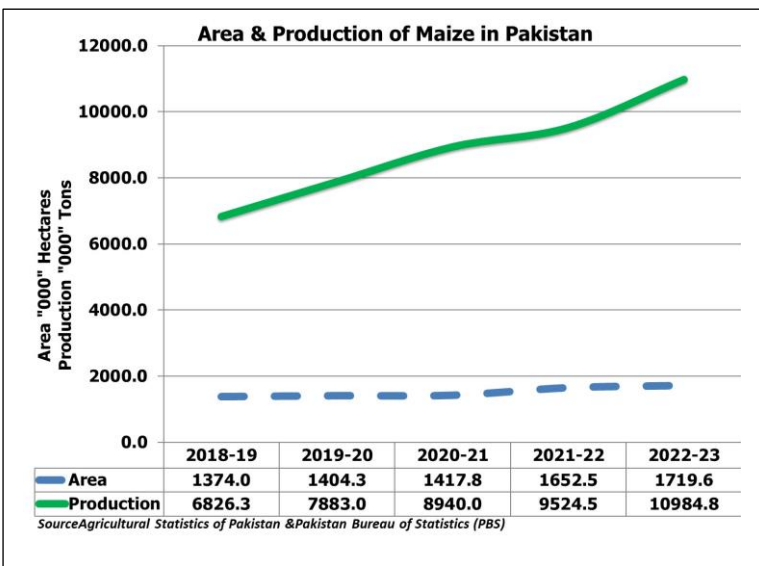 Area & Production of Maize in Pakistan
Area "000" Hectares
Production "000" Tons
12000.0
10000.0
8000.0
6000.0
4000.0
2000.0
0.0
2018-19 2019-20 2020-21 2021-22 2022-23
Area 1374.0 1404.3 1417.8 1652.5 1719.6
Production 6826.3 7883.0 8940.0 9524.5 10984.8
SourceAgricultural Statistics of Pakistan &Pakistan Bureau of Statistics (PBS)